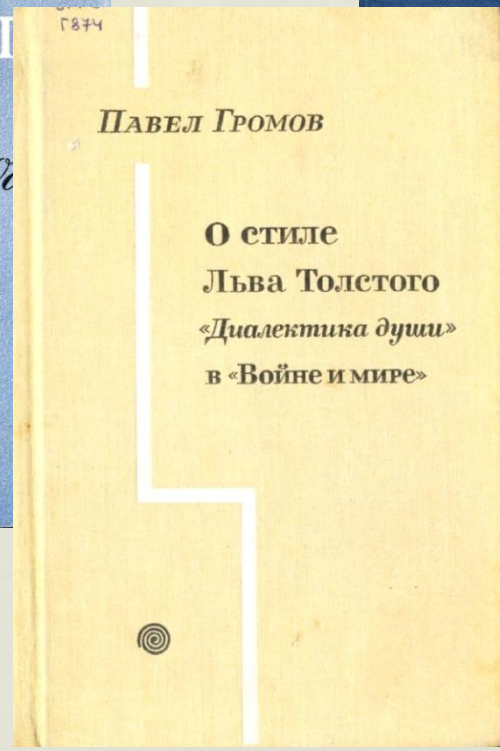 Г874
Павел Громов
О стиле
Льва Толстого
«Диалектика души»
в «Войне и мире»